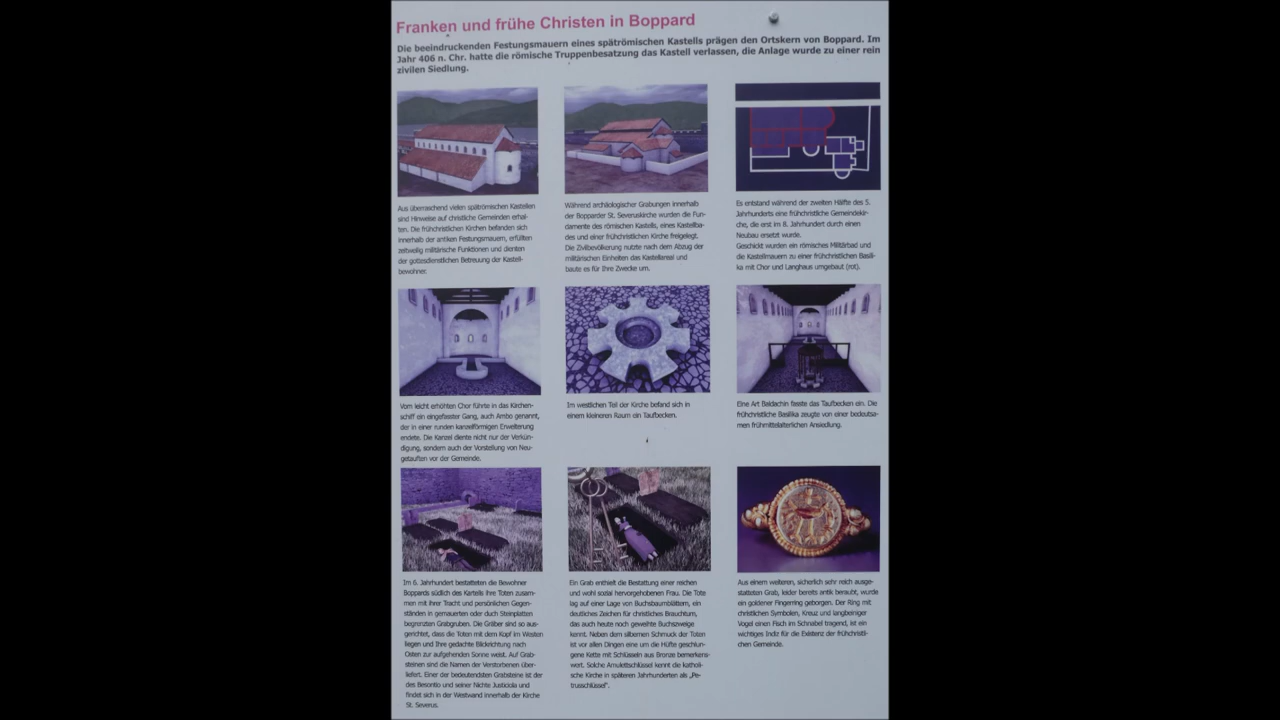 Franken und frühe Christen in Boppard
Die beeindruckenden Festungsmauern eines spätrömischen Kastells prägen den Ortskern von Boppard. Im
Jahr 406 n. Chr. hatte die römische Truppenbesatzung das Kastell verlassen, die Anlage wurde zu einer rein
zivilen Siedlung.
Aus überraschend vielen spätrömischen Kastellen
sind Hinweise auf christliche Gemeinden erhal-
ten. Die frühchristlichen Kirchen befanden sich
innerhalb der antiken Festungsmauern, erfüllten
zeitweilig militärische Funktionen und dienten
der gottesdienstlichen Betreuung der Kastell-
bewohner.
Während archäologischer Grabungen innerhalb
der Bopparder St. Severuskirche wurden die Fun-
damente des römischen Kastells, eines Kastellba-
des und einer frühchristlichen Kirche freigelegt.
Die Zivilbevölkerung nutzte nach dem Abzug der
militärischen Einheiten das Kastellareal und
baute es für Ihre Zwecke um.
Es entstand während der zweiten Hälfte des 5.
Jahrhunderts eine frühchristliche Gemeindekir-
che, die erst im 8. Jahrhundert durch einen
Neubau ersetzt wurde.
Geschickt wurden ein römisches Militärbad und
die Kastellmauern zu einer frühchristlichen Basili-
ka mit Chor und Langhaus umgebaut (rot).
Vom leicht erhöhten Chor führte in das Kirchen-
schiff ein eingefasster Gang, auch Ambo genannt,
der in einer runden kanzelförmigen Erweiterung
endete. Die Kanzel diente nicht nur der Verkün-
digung, sondern auch der Vorstellung von Neu-
getauften vor der Gemeinde.
Im westlichen Teil der Kirche befand sich in
einem kleineren Raum ein Taufbecken.
Eine Art Baldachin fasste das Taufbecken ein. Die
frühchristliche Basilika zeugte von einer bedeutsa-
men frühmittelalterlichen Ansiedlung.
Im 6. Jahrhundert bestatteten die Bewohner
Boppards südlich des Kartells ihre Toten zusam-
men mit ihrer Tracht und persönlichen Gegen-
ständen in gemauerten oder duch Steinplatten
begrenzten Grabgruben. Die Gräber sind so aus-
gerichtet, dass die Toten mit dem Kopf im Westen
liegen und Ihre gedachte Blickrichtung nach
Osten zur aufgehenden Sonne weist. Auf Grab-
steinen sind die Namen der Verstorbenen über-
liefert. Einer der bedeutendsten Grabsteine ist der
des Besontio und seiner Nichte Justiciola und
findet sich in der Westwand innerhalb der Kirche
St. Severus.
Ein Grab enthielt die Bestattung einer reichen
und wohl sozial hervorgehobenen Frau. Die Tote
lag auf einer Lage von Buchsbaumblättern, ein
deutliches Zeichen für christliches Brauchtum,
das auch heute noch geweihte Buchszweige
kennt. Neben dem silbernen Schmuck der Toten
ist vor allen Dingen eine um die Hüfte geschlun-
gene Kette mit Schlüsseln aus Bronze bemerkens-
wert. Solche Amulettschlüssel kennt die katholi-
sche Kirche in späteren Jahrhunderten als „Pe-
trusschlüssel“.
Aus einem weiteren, sicherlich sehr reich ausge-
statteten Grab, leider bereits antik beraubt, wurde
ein goldener Fingerring geborgen. Der Ring mit
christlichen Symbolen, Kreuz und langbeiniger
Vogel einen Fisch im Schnabel tragend, ist ein
wichtiges Indiz für die Existenz der frühchristli-
chen Gemeinde.